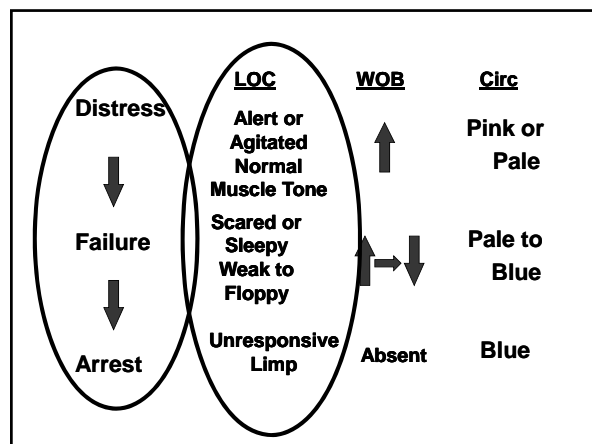 LOC WOB Circ
Distress
Alert or
Agitated
Normal
Muscle Tone
Pink or
Pale
Failure
Scared or
Sleepy
Weak to
Floppy
Pale to
Blue
Arrest
Unresponsive
Limp
Absent
Blue